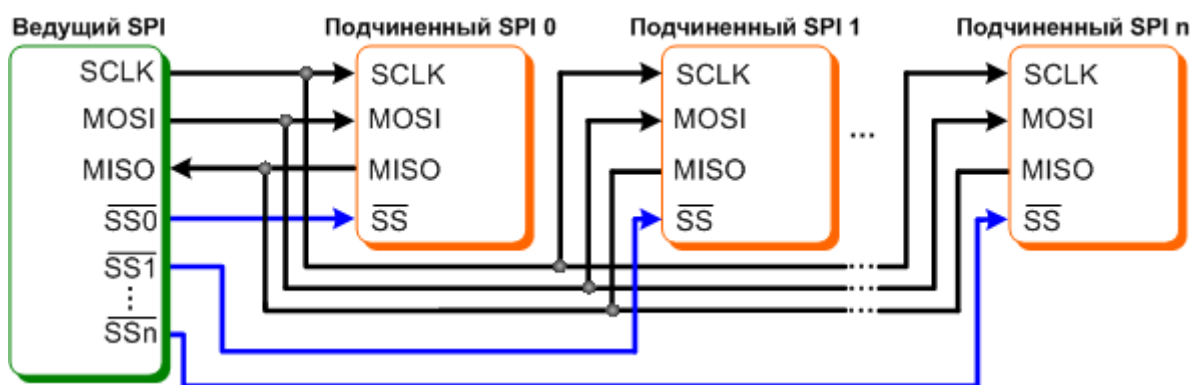 Ведущий SPI
Подчиненный SPI 0
Подчиненный SPI 1
Подчиненный SPI n
SCLK
MOSI
MISO
SS0
SS1
⋮
SSn
SCLK
MOSI
MISO
SS
SCLK
MOSI
MISO
SS
...
SCLK
MOSI
MISO
SS